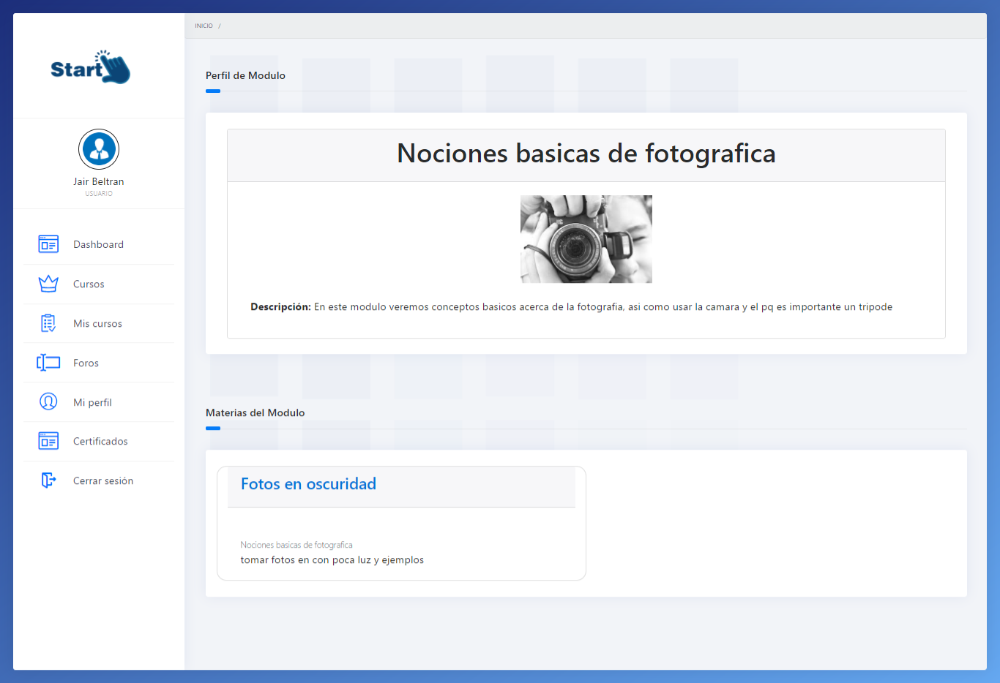 INICIO /
Start
Jair Beltran
USUARIO
Dashboard
Cursos
Mis cursos
Foros
Mi perfil
Certificados
Cerrar sesión
Perfil de Modulo
Nociones basicas de fotografica
Descripción: En este modulo veremos conceptos basicos acerca de la fotografia, asi como usar la camara y el pq es importante un tripode
Materias del Modulo
Fotos en oscuridad
Nociones basicas de fotografica
tomar fotos en con poca luz y ejemplos